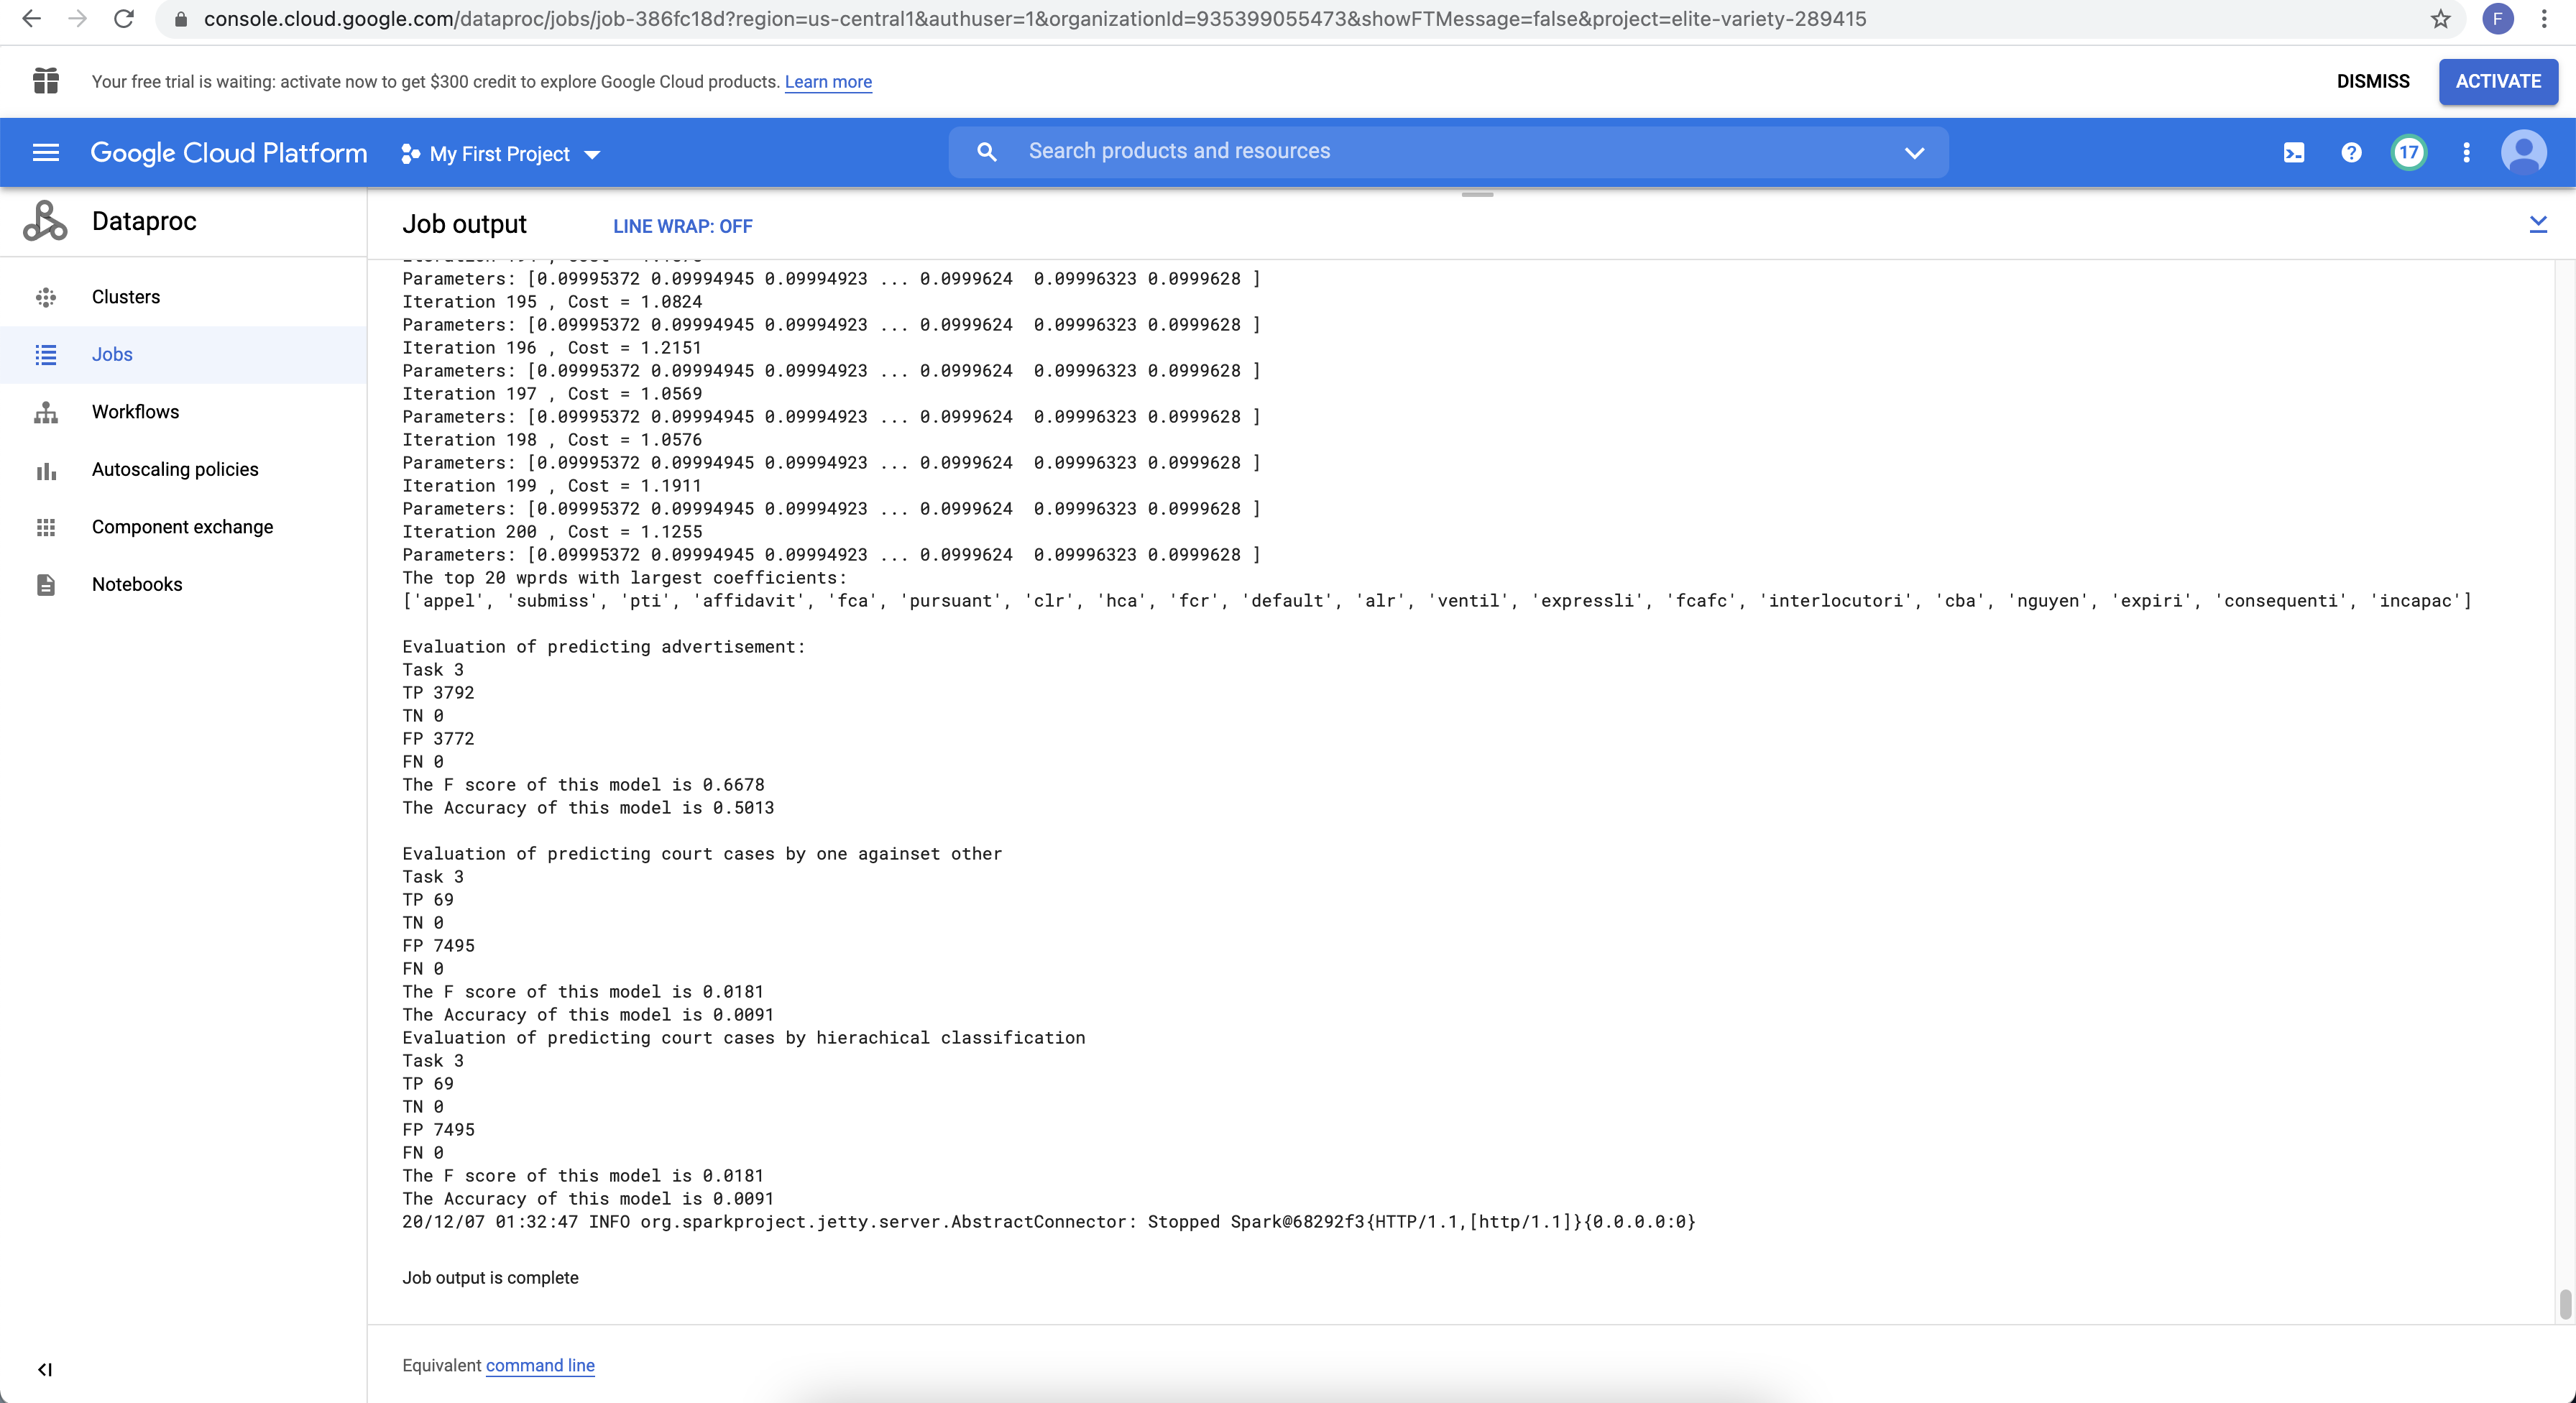 console.cloud.google.com/dataproc/jobs/job-386fc18d?region=us-central1&authuser=1&organizationId=935399055473&showFTMessage=false&project=elite-variety-289415
F
Your free trial is waiting: activate now to get $300 credit to explore Google Cloud products. Learn more
DISMISS
ACTIVATE
Google Cloud Platform
My First Project
Search products and resources
17
Dataproc
Clusters
Jobs
Workflows
Autoscaling policies
Component exchange
Notebooks
Job output
LINE WRAP: OFF
Parameters: [0.09995372 0.09994945 0.09994923 ... 0.0999624  0.09996323 0.0999628 ]
Iteration 195 , Cost = 1.0824
Parameters: [0.09995372 0.09994945 0.09994923 ... 0.0999624  0.09996323 0.0999628 ]
Iteration 196 , Cost = 1.2151
Parameters: [0.09995372 0.09994945 0.09994923 ... 0.0999624  0.09996323 0.0999628 ]
Iteration 197 , Cost = 1.0569
Parameters: [0.09995372 0.09994945 0.09994923 ... 0.0999624  0.09996323 0.0999628 ]
Iteration 198 , Cost = 1.0576
Parameters: [0.09995372 0.09994945 0.09994923 ... 0.0999624  0.09996323 0.0999628 ]
Iteration 199 , Cost = 1.1911
Parameters: [0.09995372 0.09994945 0.09994923 ... 0.0999624  0.09996323 0.0999628 ]
Iteration 200 , Cost = 1.1255
Parameters: [0.09995372 0.09994945 0.09994923 ... 0.0999624  0.09996323 0.0999628 ]
The top 20 wprds with largest coefficients:
['appel', 'submiss', 'pti', 'affidavit', 'fca', 'pursuant', 'clr', 'hca', 'fcr', 'default', 'alr', 'ventil', 'expressli', 'fcafc', 'interlocutori', 'cba', 'nguyen', 'expiri', 'consequenti', 'incapac']
Evaluation of predicting advertisement:
Task 3
TP 3792
TN 0
FP 3772
FN 0
The F score of this model is 0.6678
The Accuracy of this model is 0.5013
Evaluation of predicting court cases by one againset other
Task 3
TP 69
TN 0
FP 7495
FN 0
The F score of this model is 0.0181
The Accuracy of this model is 0.0091
Evaluation of predicting court cases by hierachical classification
Task 3
TP 69
TN 0
FP 7495
FN 0
The F score of this model is 0.0181
The Accuracy of this model is 0.0091
20/12/07 01:32:47 INFO org.sparkproject.jetty.server.AbstractConnector: Stopped Spark@68292f3{HTTP/1.1,[http/1.1]}{0.0.0.0:0}
Job output is complete
Equivalent command line